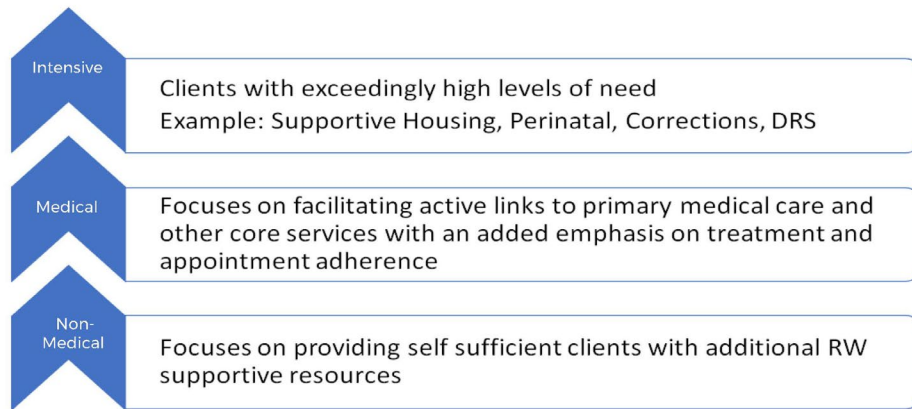 Intensive
Clients with exceedingly high levels of need
Example: Supportive Housing, Perinatal, Corrections, DRS
Medical
Focuses on facilitating active links to primary medical care and
other core services with an added emphasis on treatment and
appointment adherence
Non-
Medical
Focuses on providing self sufficient clients with additional RW
supportive resources